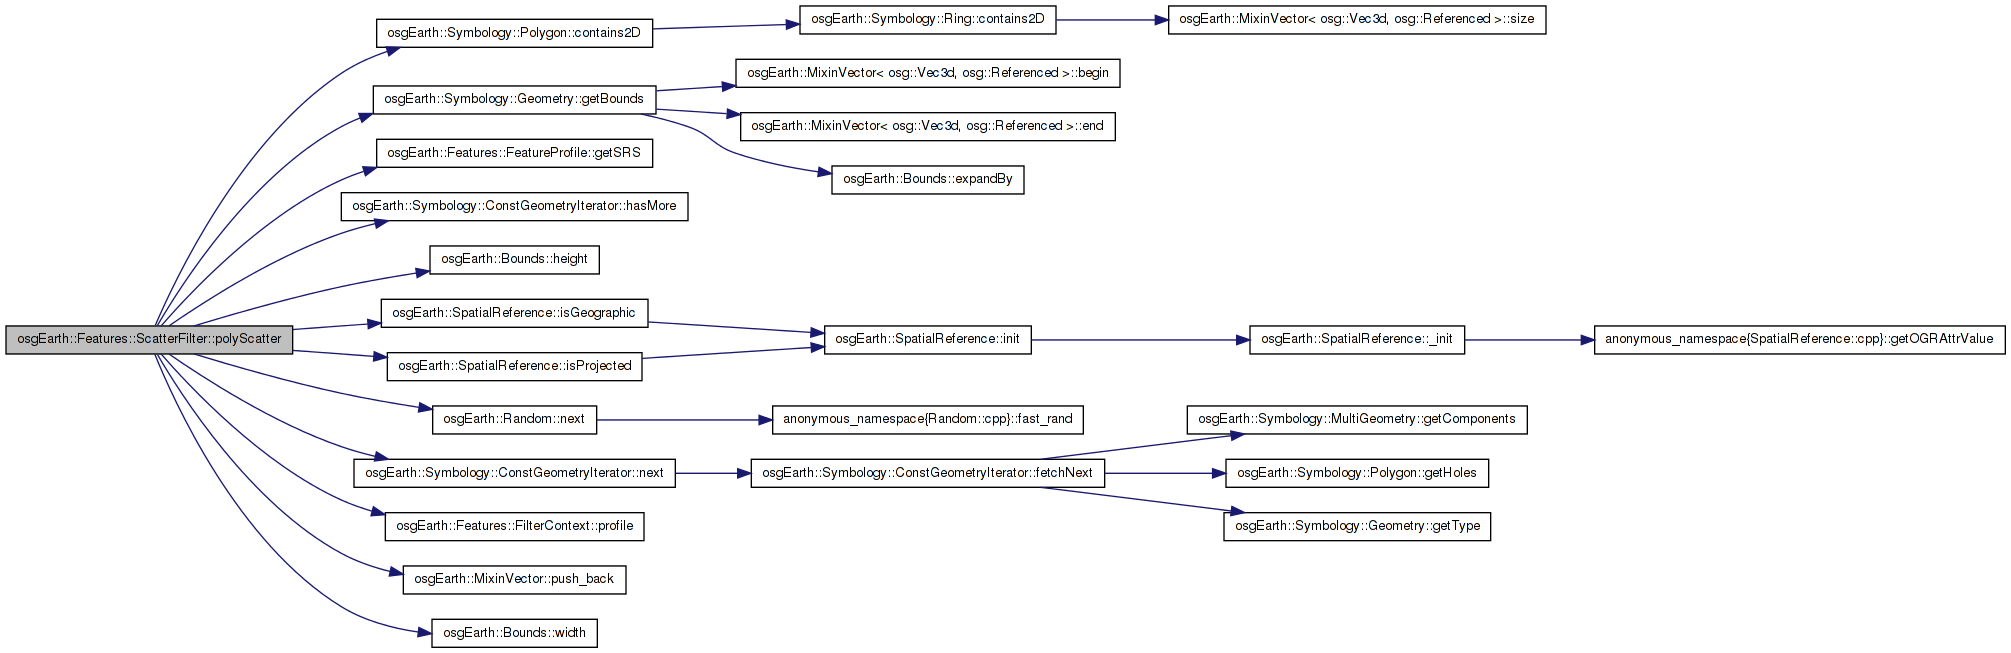 osgEarth::Features::ScatterFilter::polyScatter
osgEarth::Symbology::Polygon::contains2D
osgEarth::Symbology::Ring::contains2D
osgEarth::MixinVector< osg::Vec3d, osg::Referenced >::size
osgEarth::Symbology::Geometry::getBounds
osgEarth::MixinVector< osg::Vec3d, osg::Referenced >::begin
osgEarth::MixinVector< osg::Vec3d, osg::Referenced >::end
osgEarth::Bounds::expandBy
osgEarth::Features::FeatureProfile::getSRS
osgEarth::Symbology::ConstGeometryIterator::hasMore
osgEarth::Bounds::height
osgEarth::SpatialReference::isGeographic
osgEarth::SpatialReference::isProjected
osgEarth::SpatialReference::init
osgEarth::SpatialReference::_init
anonymous_namespace{SpatialReference::cpp}::getOGRAttrValue
osgEarth::Random::next
anonymous_namespace{Random::cpp}::fast_rand
osgEarth::Symbology::ConstGeometryIterator::next
osgEarth::Symbology::ConstGeometryIterator::fetchNext
osgEarth::Symbology::MultiGeometry::getComponents
osgEarth::Symbology::Polygon::getHoles
osgEarth::Symbology::Geometry::getType
osgEarth::Features::FilterContext::profile
osgEarth::MixinVector::push_back
osgEarth::Bounds::width